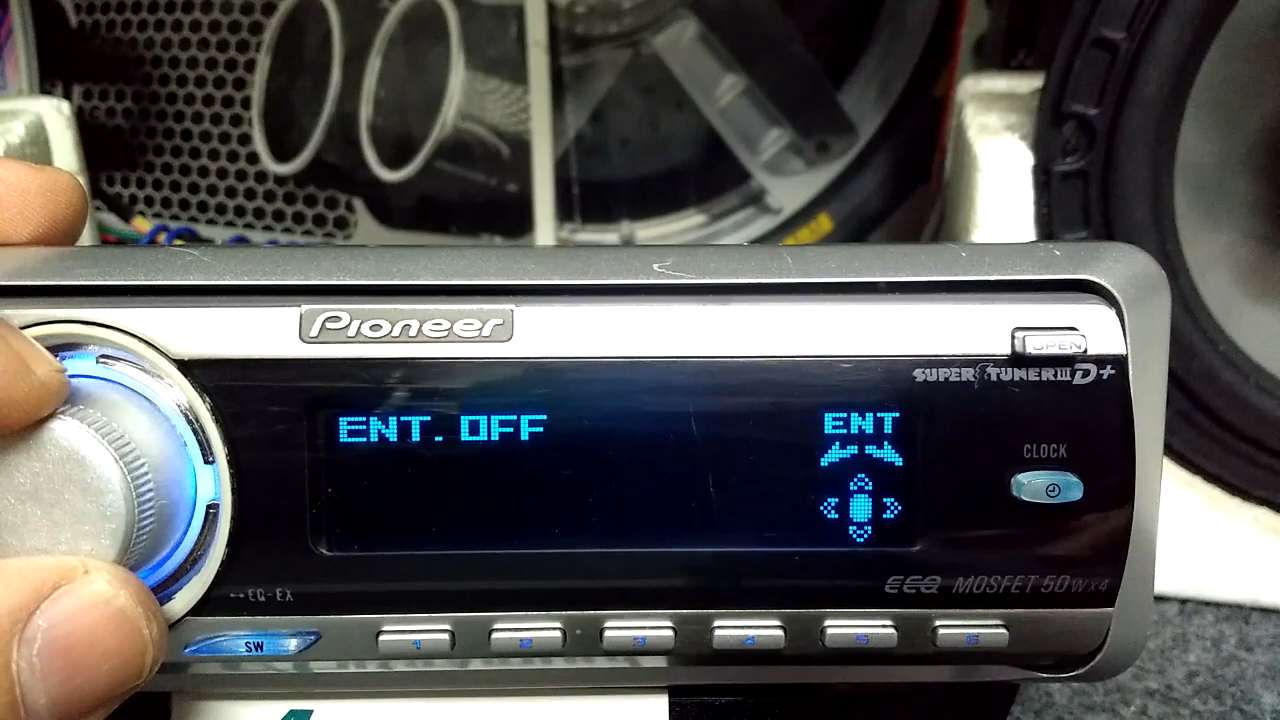 Pioneer
OPEN
SUPER TUNER III D+
ENT. OFF
ENT
CLOCK
EEQ MOSFET 50W×4
EQ-EX
SW
1 2 3 4 5 6